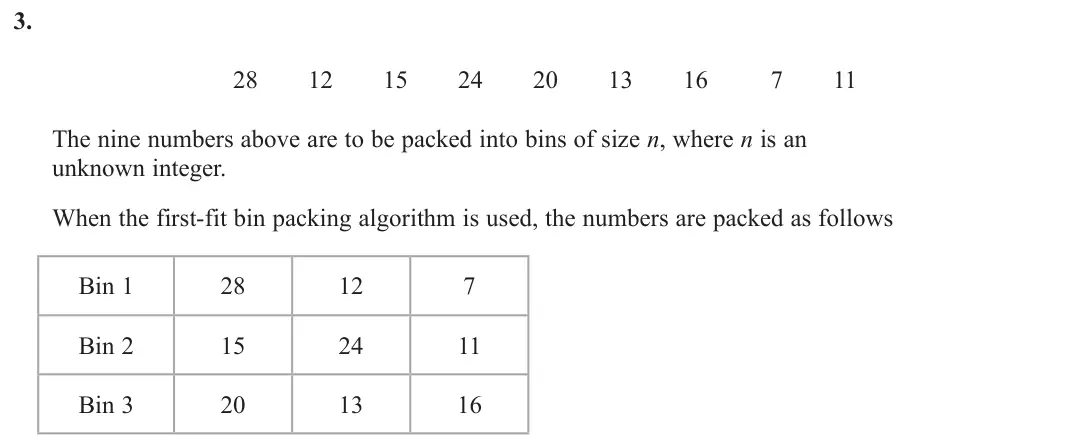 3.
28 12 15 24 20 13 16 7 11
The nine numbers above are to be packed into bins of size n, where n is an
unknown integer.
When the first-fit bin packing algorithm is used, the numbers are packed as follows
Bin 1 28 12 7
Bin 2 15 24 11
Bin 3 20 13 16